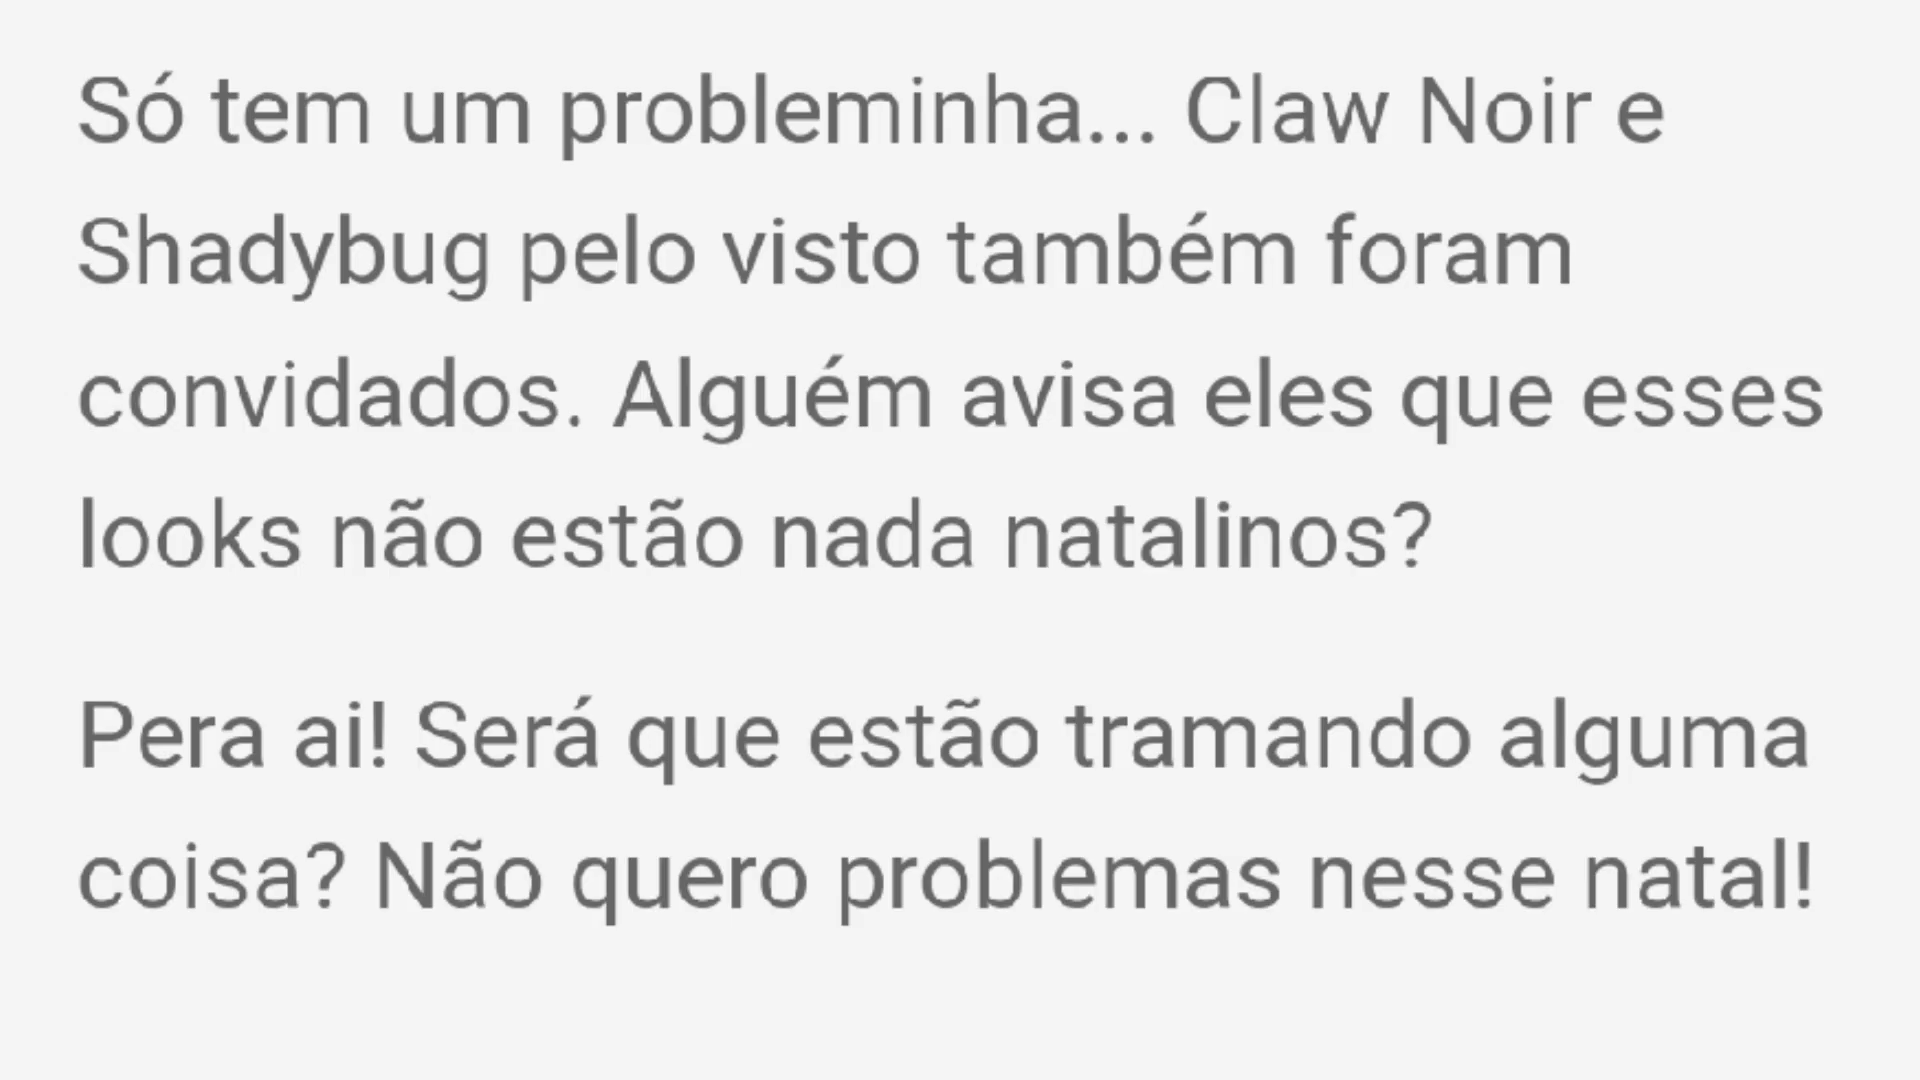 Só tem um probleminha... Claw Noir e
Shadybug pelo visto também foram
convidados. Alguém avisa eles que esses
looks não estão nada natalinos?
Pera ai! Será que estão tramando alguma
coisa? Não quero problemas nesse natal!